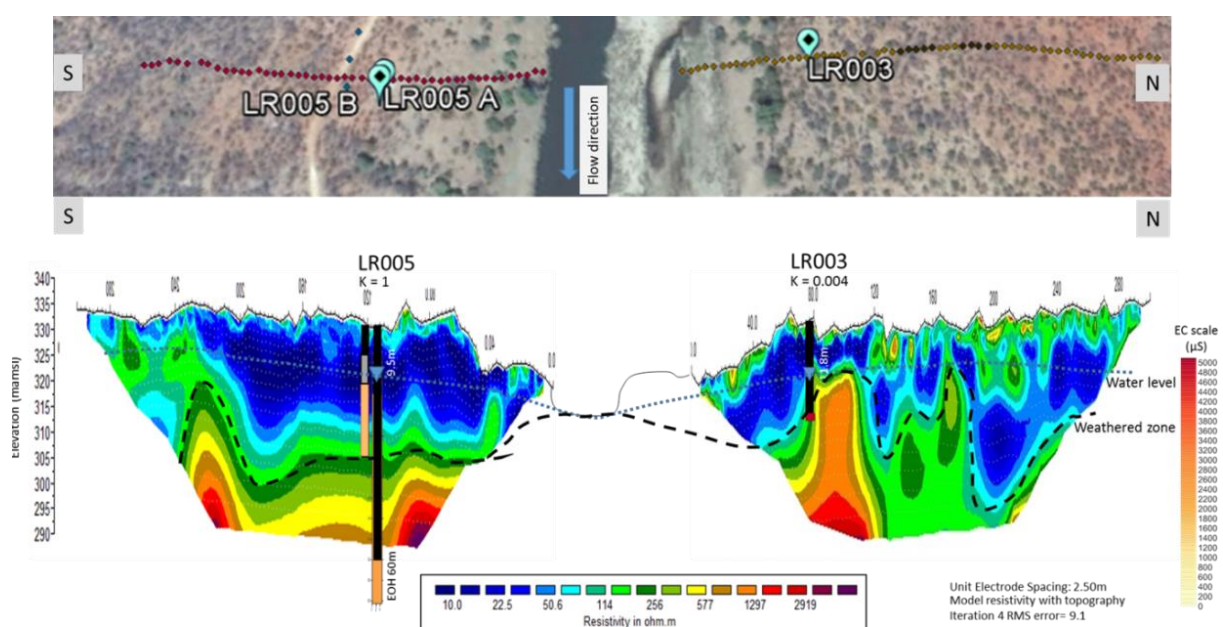 S
LR005 B
LR005 A
Flow direction
LR003
N
S
N
LR005
K = 1
LR003
K = 0.004
340
335
330
325
320
315
310
305
300
295
290
Elevation (mamsl)
9.5m
EOH 60m
40.0
80.0
120
160
200
240
280
Water level
Weathered zone
EC scale
(µS)
5000
4800
4600
4400
4200
4000
3800
3600
3400
3200
3000
2800
2600
2400
2200
2000
1800
1600
1400
1200
1000
800
600
400
200
0
10.0 22.5 50.6 114 256 577 1297 2919
Resistivity in ohm.m
Unit Electrode Spacing: 2.50m
Model resistivity with topography
Iteration 4 RMS error= 9.1